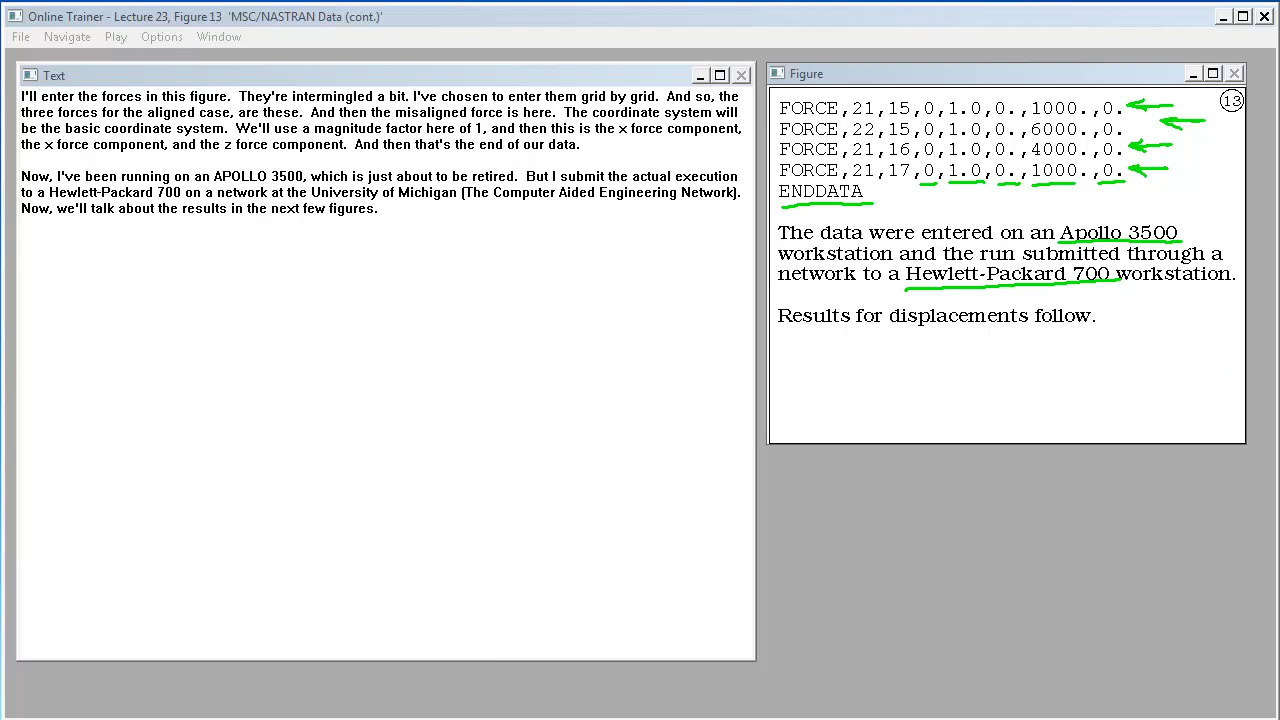 Online Trainer - Lecture 23, Figure 13 'MSC/NASTRAN Data (cont.)'
File Navigate Play Options Window
Text
I'll enter the forces in this figure. They're intermingled a bit. I've chosen to enter them grid by grid. And so, the
three forces for the aligned case, are these. And then the misaligned force is here. The coordinate system will
be the basic coordinate system. We'll use a magnitude factor here of 1, and then this is the x force component,
the x force component, and the z force component. And then that's the end of our data.
Now, I've been running on an APOLLO 3500, which is just about to be retired. But I submit the actual execution
to a Hewlett-Packard 700 on a network at the University of Michigan (The Computer Aided Engineering Network).
Now, we'll talk about the results in the next few figures.
Figure
13
FORCE,21,15,0,1.0,0.,1000.,0.
FORCE,22,15,0,1.0,0.,6000.,0.
FORCE,21,16,0,1.0,0.,4000.,0.
FORCE,21,17,0,1.0,0.,1000.,0.
ENDDATA
The data were entered on an Apollo 3500
workstation and the run submitted through a
network to a Hewlett-Packard 700 workstation.
Results for displacements follow.